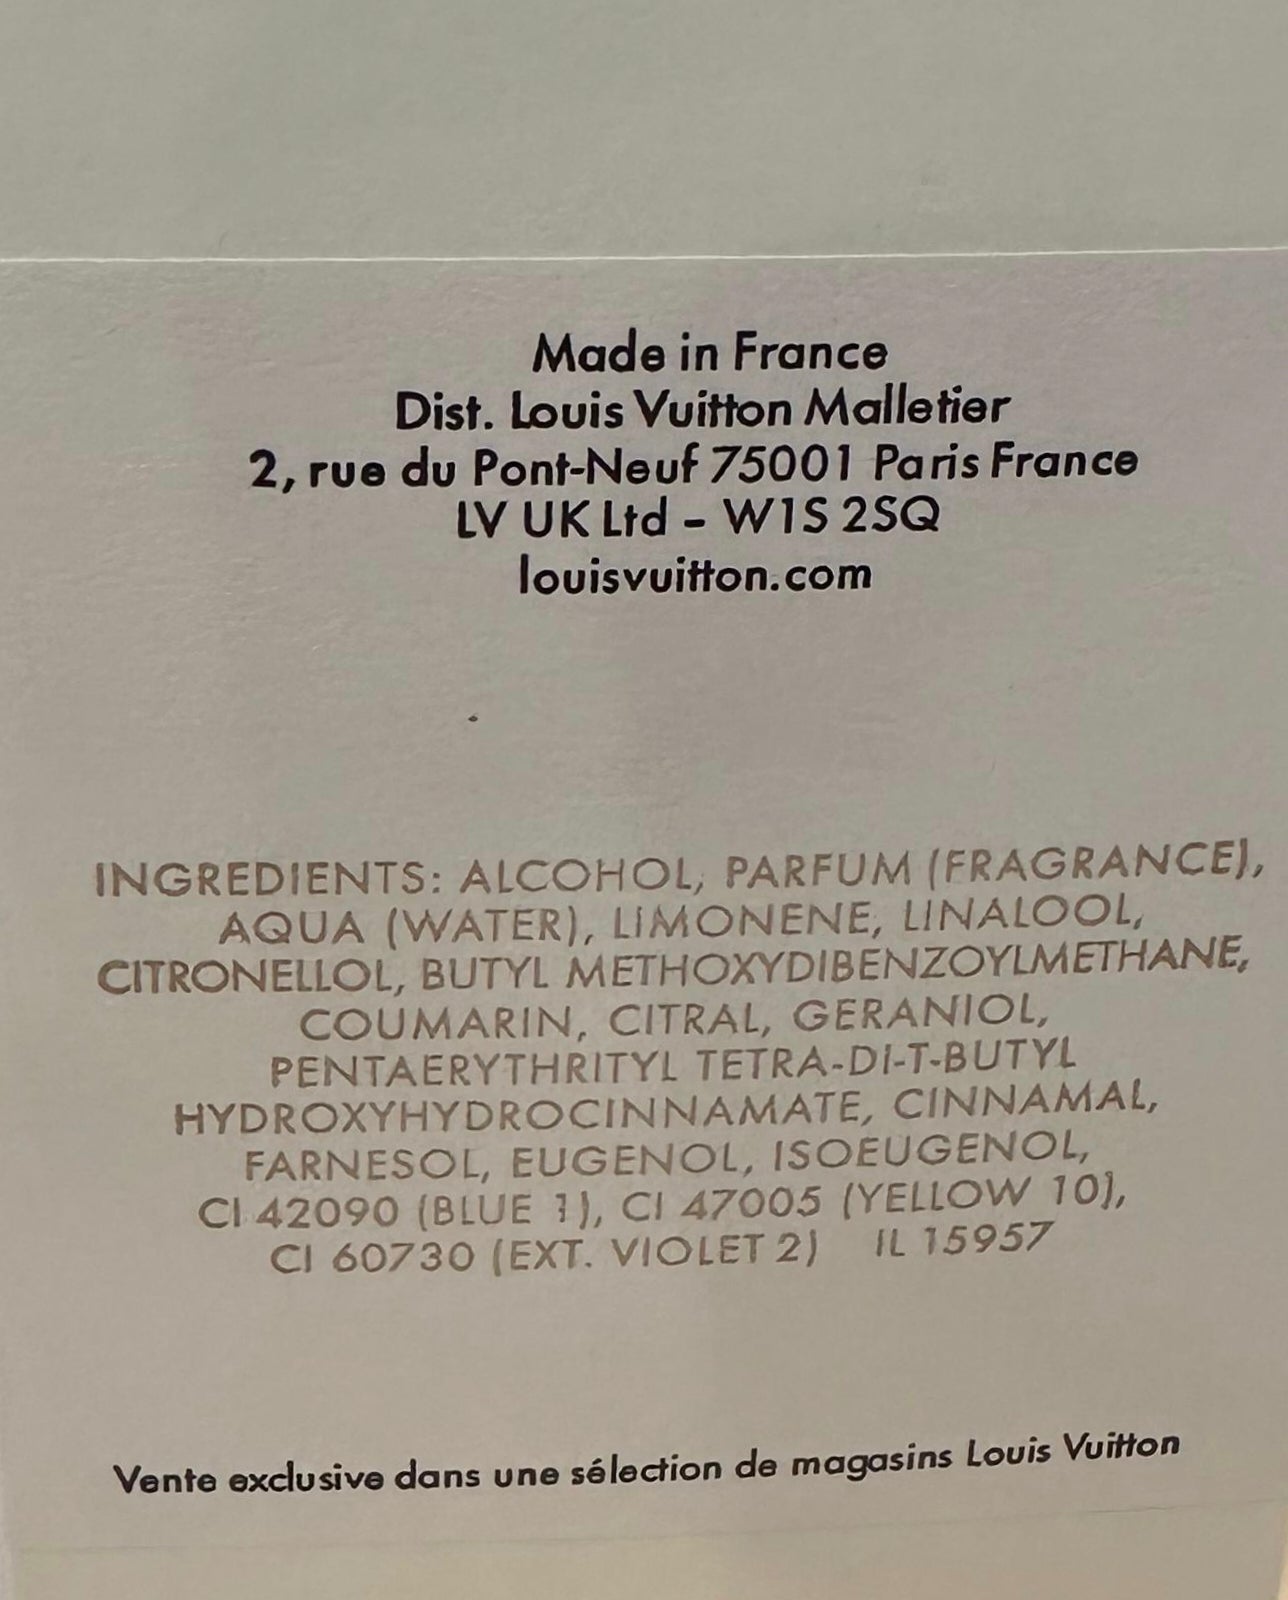 Made in France
Dist. Louis Vuitton Malletier
2, rue du Pont-Neuf 75001 Paris France
LV UK Ltd – W1S 2SQ
louisvuitton.com
INGREDIENTS: ALCOHOL, PARFUM (FRAGRANCE),
AQUA (WATER), LIMONENE, LINALOOL,
CITRONELLOL, BUTYL METHOXYDIBENZOYLMETHANE,
COUMARIN, CITRAL, GERANIOL,
PENTAERYTHRITYL TETRA-DI-T-BUTYL
HYDROXYHYDROCINNAMATE, CINNAMAL,
FARNESOL, EUGENOL, ISOEUGENOL,
CI 42090 (BLUE 1), CI 47005 (YELLOW 10),
CI 60730 (EXT. VIOLET 2) IL 15957
Vente exclusive dans une sélection de magasins Louis Vuitton